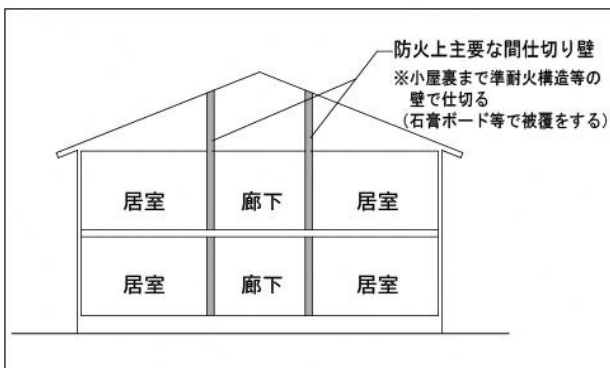 防火上主要な間仕切り壁
※小屋裏まで準耐火構造等の
壁で仕切る
（石膏ボード等で被覆をする）
居室 廊下 居室
居室 廊下 居室